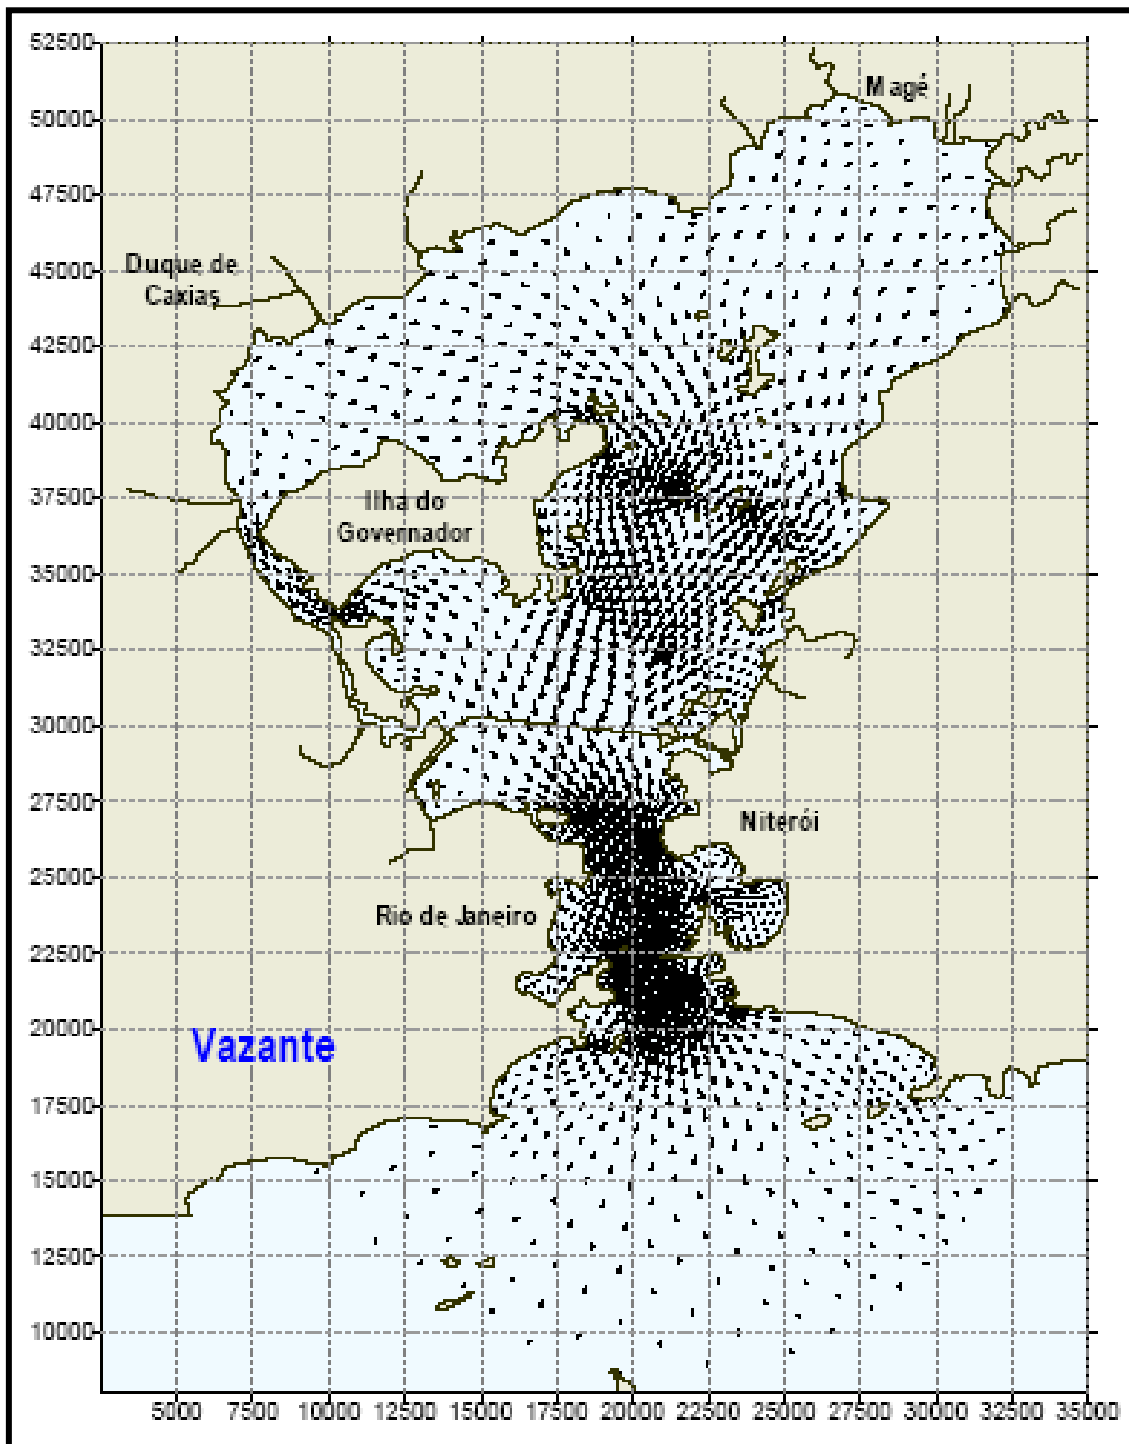 52500
50000
47500
45000
42500
40000
37500
35000
32500
30000
27500
25000
22500
20000
17500
15000
12500
10000
Magé
Duque de
Caxias
Ilha do
Governador
Niterói
Rio de Janeiro
Vazante
5000 7500 10000 12500 15000 17500 20000 22500 25000 27500 30000 32500 35000